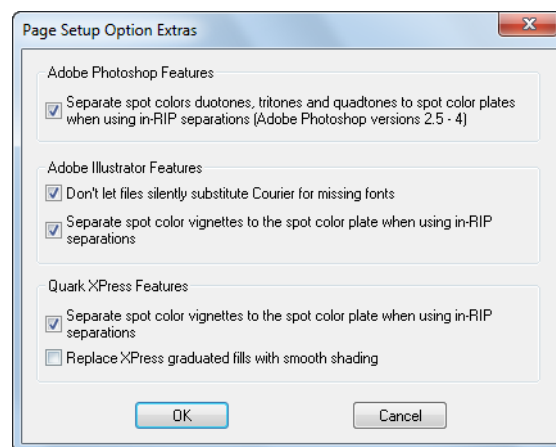 Page Setup Option Extras
Adobe Photoshop Features
Separate spot colors duotones, tritones and quadtones to spot color plates
when using in-RIP separations (Adobe Photoshop versions 2.5 - 4)
Adobe Illustrator Features
Don't let files silently substitute Courier for missing fonts
Separate spot color vignettes to the spot color plate when using in-RIP
separations
Quark XPress Features
Separate spot color vignettes to the spot color plate when using in-RIP
separations
Replace XPress graduated fills with smooth shading
OK
Cancel